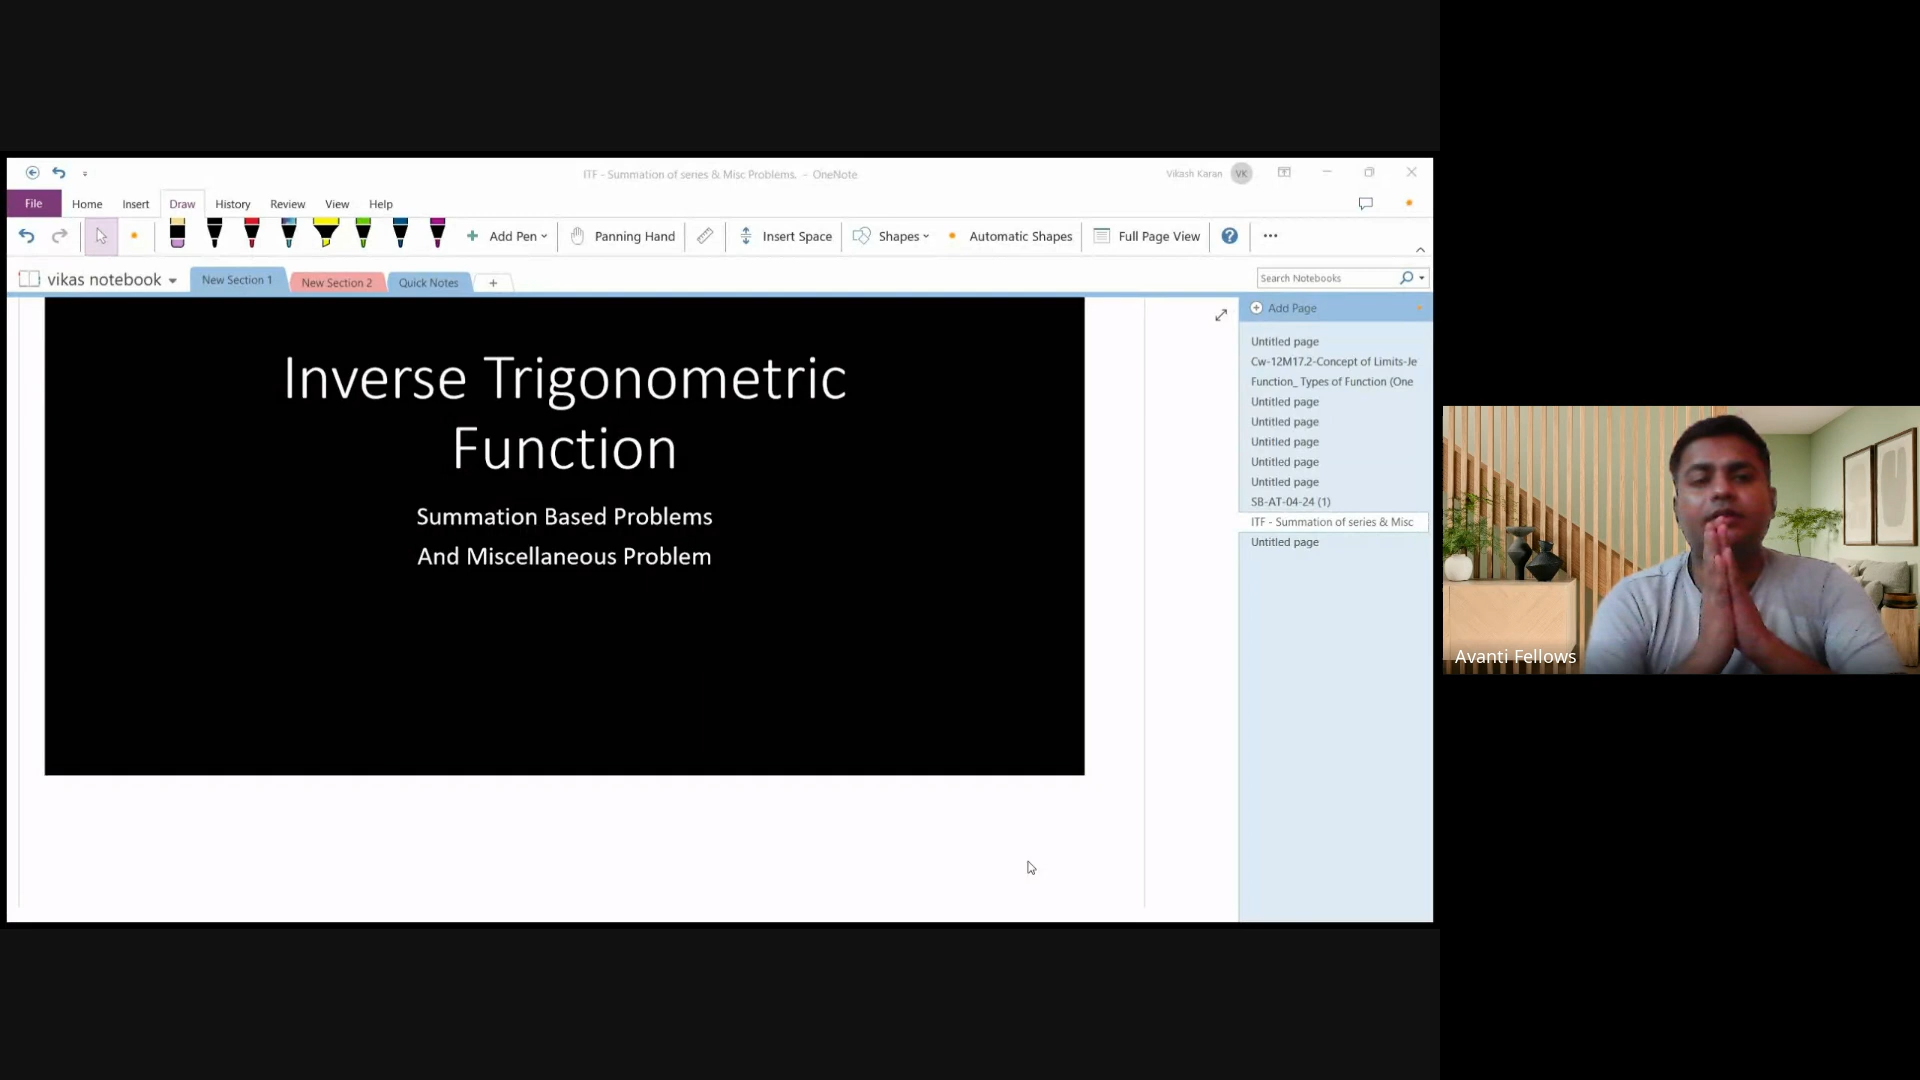 ITF - Summation of series & Misc Problems. - OneNote
Vikash Karan
VK
File
Home
Insert
Draw
History
Review
View
Help
Add Pen
Panning Hand
Insert Space
Shapes
Automatic Shapes
Full Page View
?
vikas notebook
New Section 1
New Section 2
Quick Notes
+
Search Notebooks
Inverse Trigonometric
Function
Summation Based Problems
And Miscellaneous Problem
Add Page
Untitled page
Cw-12M17.2-Concept of Limits-Je
Function_ Types of Function (One
Untitled page
Untitled page
Untitled page
Untitled page
Untitled page
SB-AT-04-24 (1)
ITF - Summation of series & Misc
Untitled page
Avanti Fellows